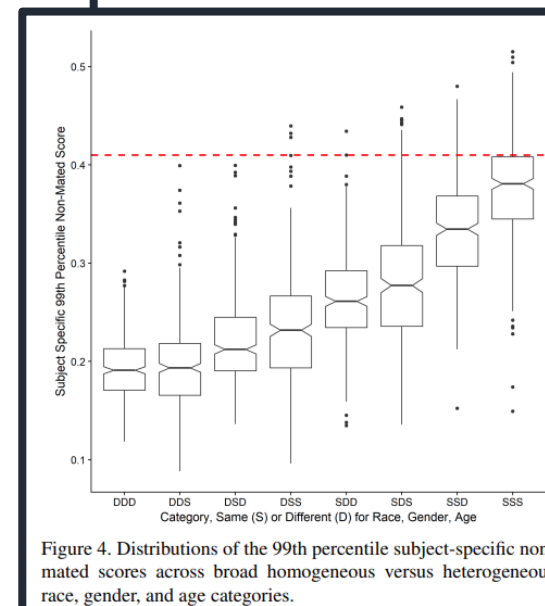 Subject Specific 99th Percentile Non-Mated Score
0.5
0.4
0.3
0.2
0.1
DDD DDS DSD DSS SDD SDS SSD SSS
Category, Same (S) or Different (D) for Race, Gender, Age
Figure 4. Distributions of the 99th percentile subject-specific non
mated scores across broad homogeneous versus heterogeneou
race, gender, and age categories.